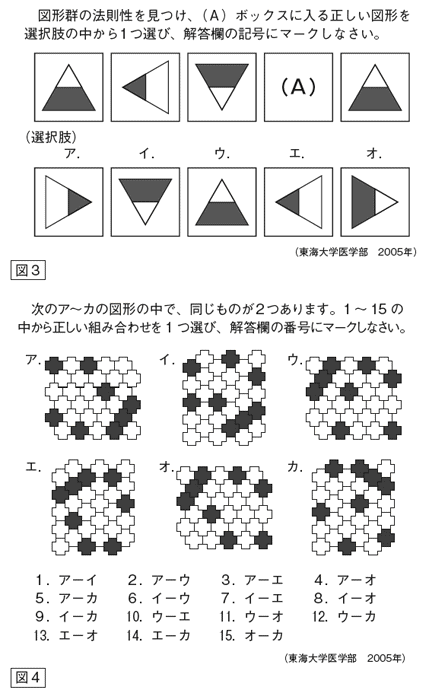 図形群の法則性を見つけ、（A）ボックスに入る正しい図形を
選択肢の中から1つ選び、解答欄の記号にマークしなさい。
（A）
（選択肢）
ア. イ. ウ. エ. オ.
（東海大学医学部 2005年）
図3
次のア〜カの図形の中で、同じものが2つあります。1〜15の
中から正しい組み合わせを1つ選び、解答欄の番号にマークしなさい。
ア. イ. ウ.
エ. オ. カ.
1. アーイ 2. アーウ 3. アーエ 4. アーオ
5. アーカ 6. イーウ 7. イーエ 8. イーオ
9. イーカ 10. ウーエ 11. ウーオ 12. ウーカ
13. エーオ 14. エーカ 15. オーカ
（東海大学医学部 2005年）
図4